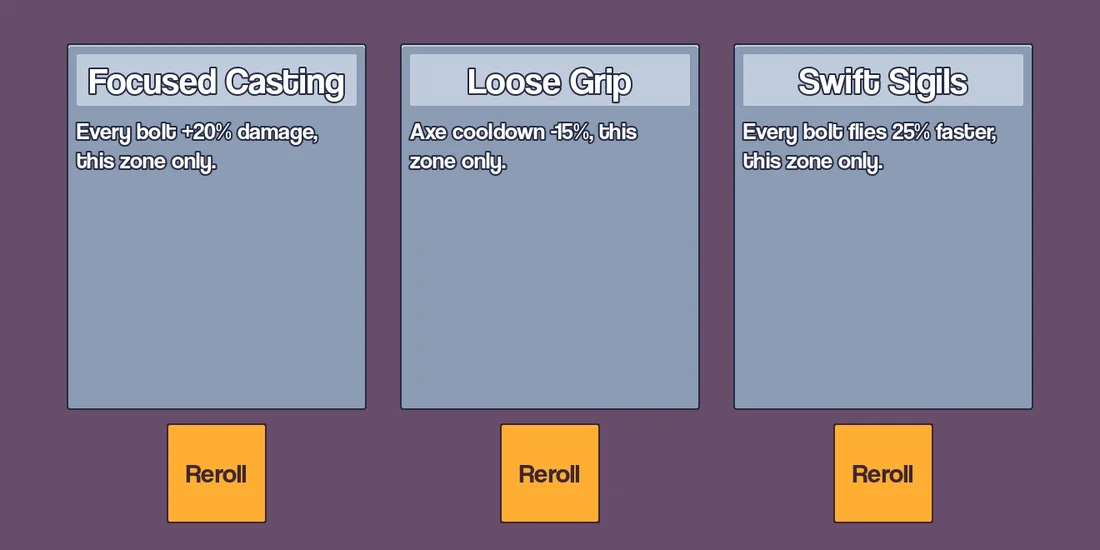 Focused Casting
Every bolt +20% damage,
this zone only.
Reroll
Loose Grip
Axe cooldown -15%, this
zone only.
Reroll
Swift Sigils
Every bolt flies 25% faster,
this zone only.
Reroll